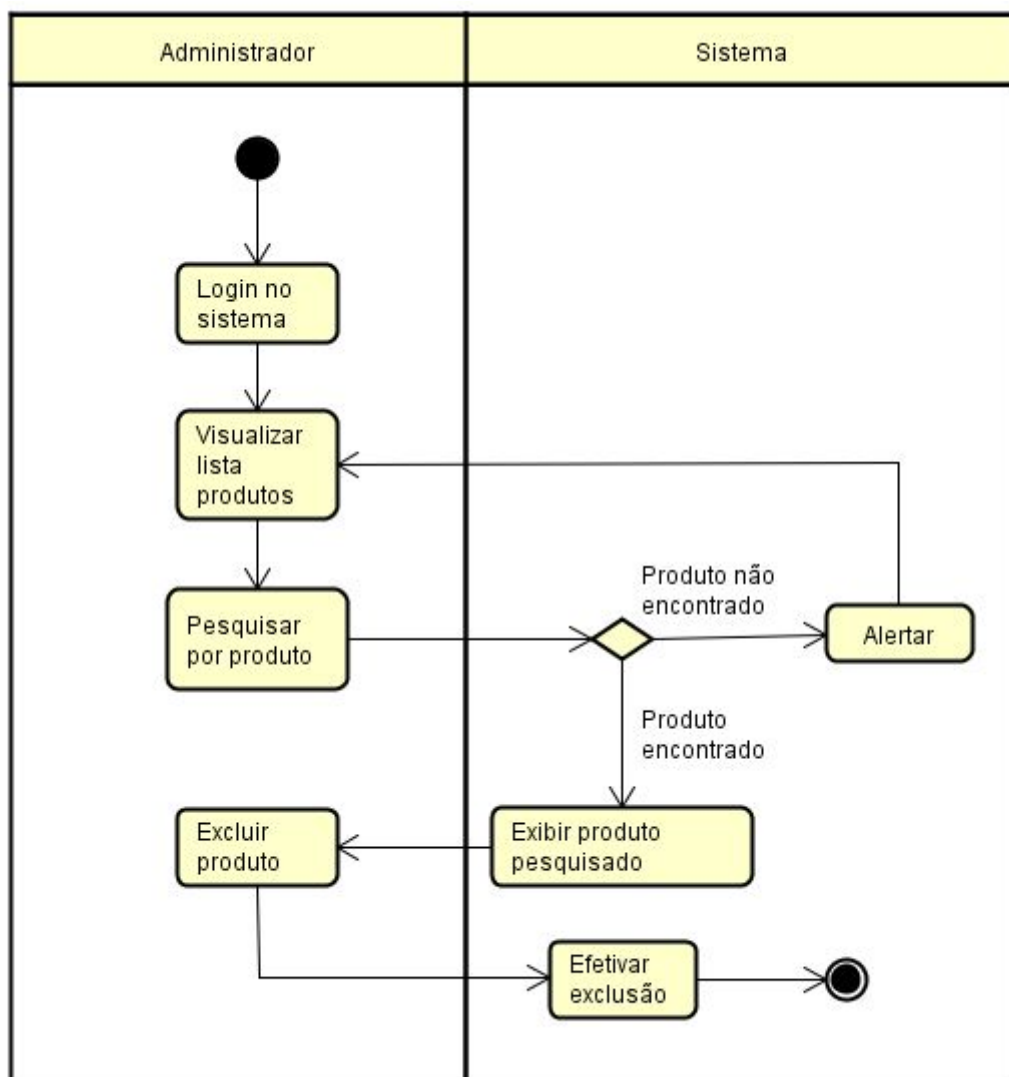 Administrador
Sistema
Login no
sistema
Visualizar
lista
produtos
Pesquisar
por produto
Produto não
encontrado
Alertar
Produto
encontrado
Exibir produto
pesquisado
Excluir
produto
Efetivar
exclusão